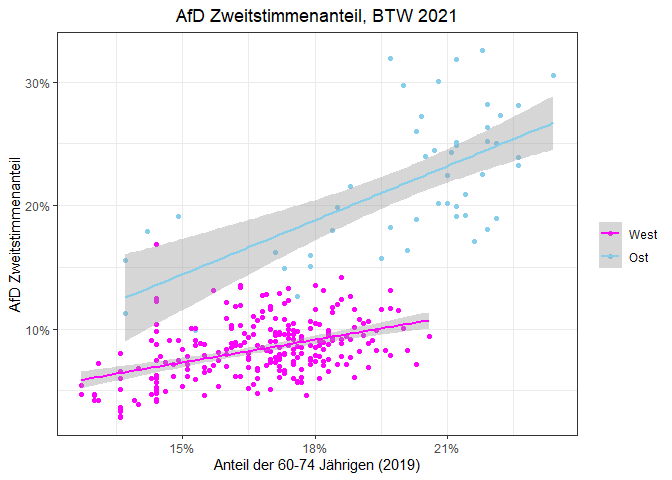 AfD Zweitstimmenanteil, BTW 2021
AfD Zweitstimmenanteil
30%
20%
10%
15%
18%
21%
Anteil der 60-74 Jährigen (2019)
West
Ost